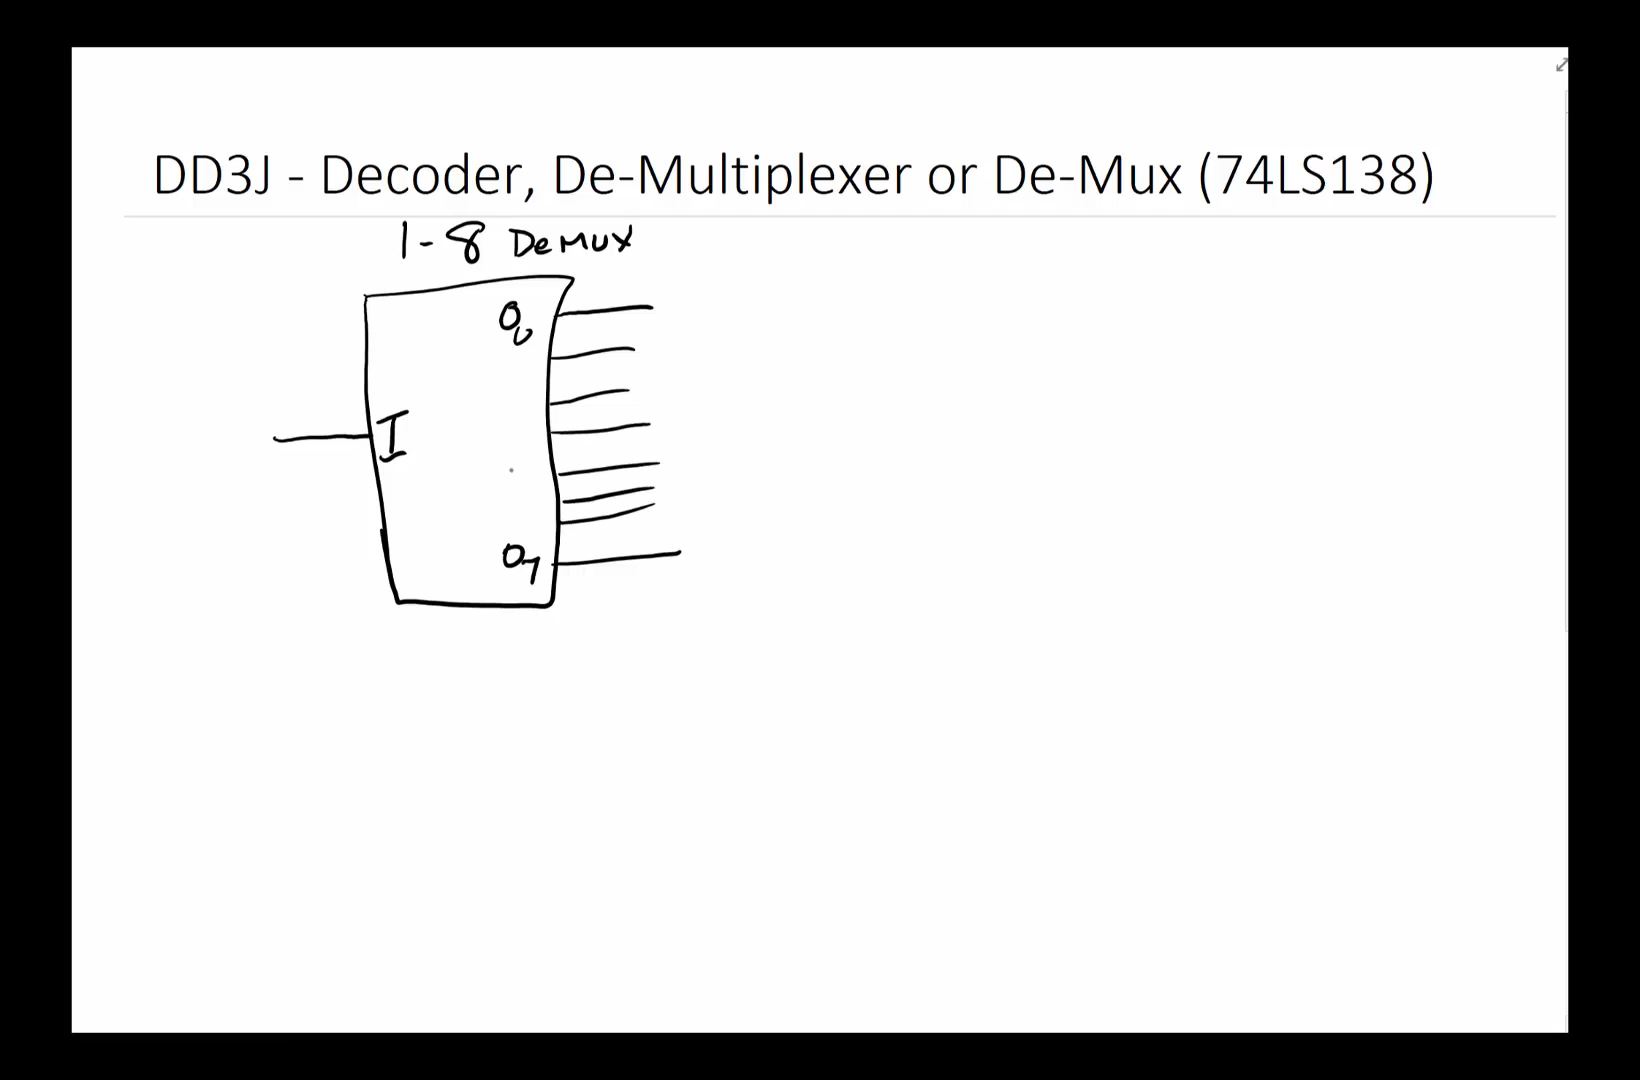 DD3J - Decoder, De-Multiplexer or De-Mux (74LS138)
1-8 DeMUX
O0
I
O7